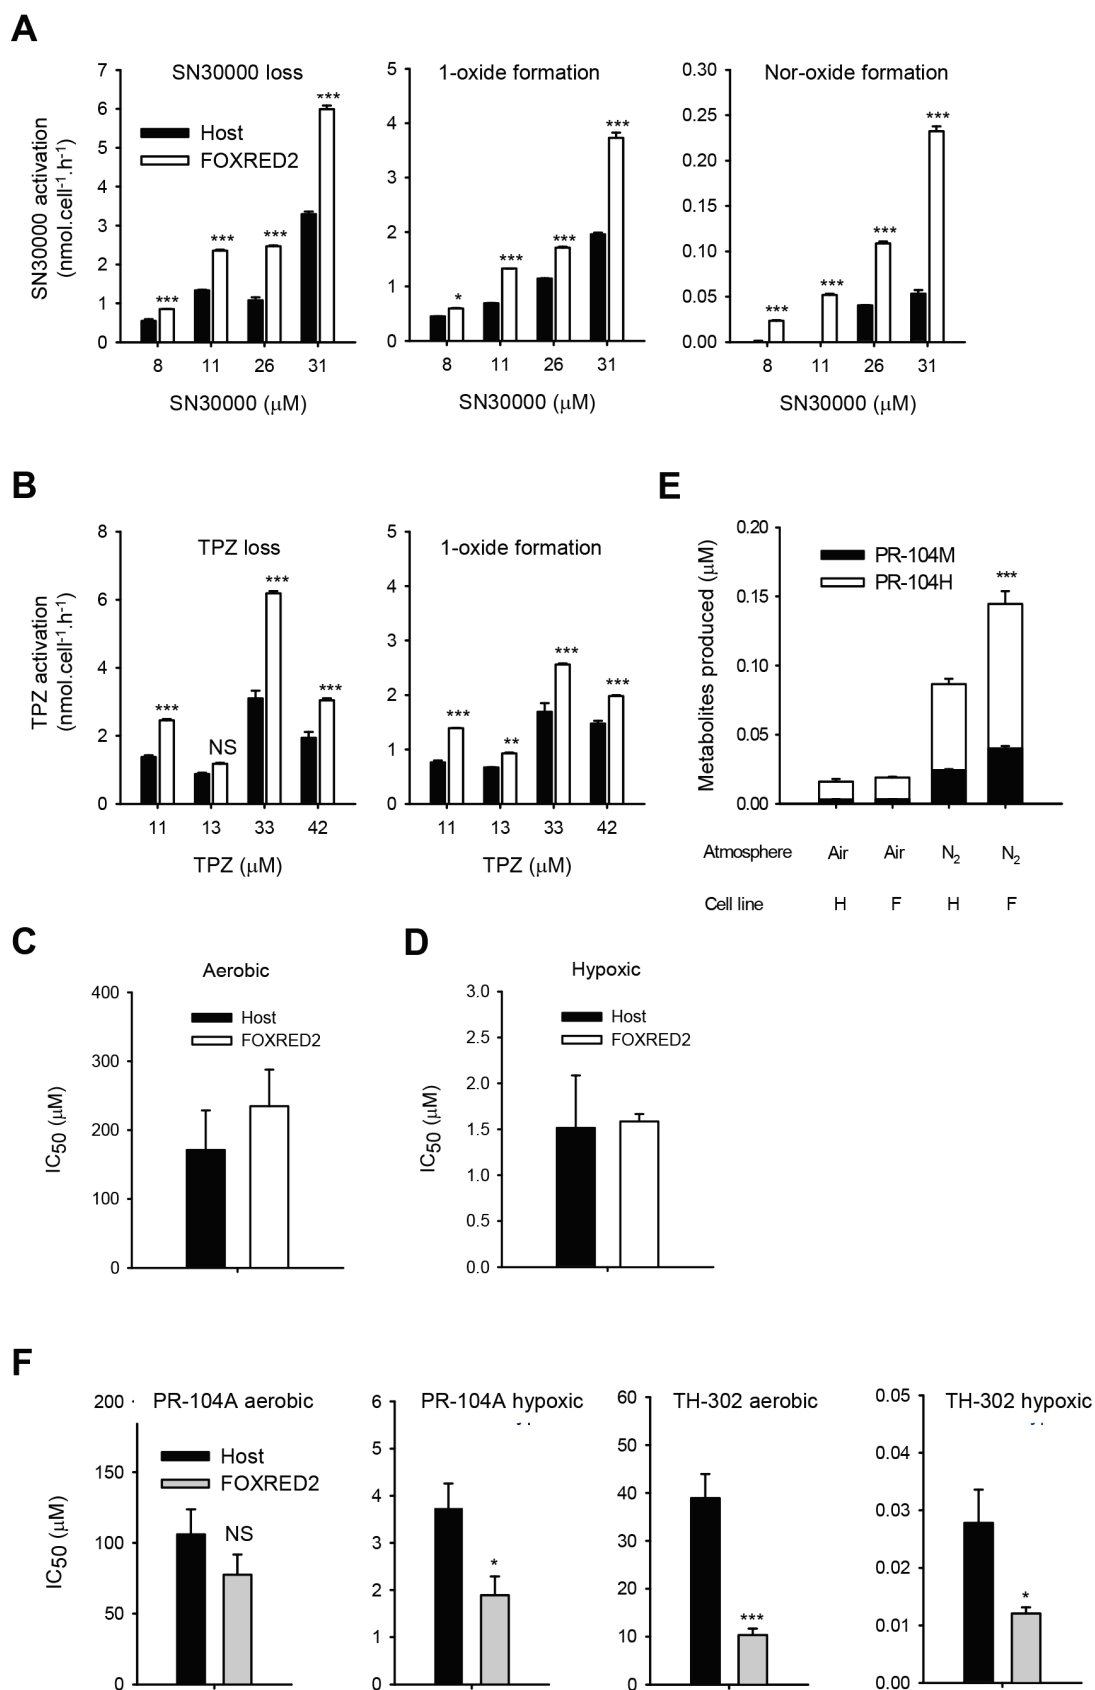 A
SN30000 loss
1-oxide formation
Nor-oxide formation
SN30000 activation
(nmol.cell-1.h-1)
7
6
5
4
3
2
1
0
Host
FOXRED2
***
***
***
***
8 11 26 31
SN30000 (μM)
5
4
3
2
1
0
*
***
***
***
8 11 26 31
SN30000 (μM)
0.30
0.25
0.20
0.15
0.10
0.05
0.00
***
***
***
***
8 11 26 31
SN30000 (μM)
B
TPZ loss
1-oxide formation
TPZ activation
(nmol.cell-1.h-1)
8
6
4
2
0
***
NS
***
***
11 13 33 42
TPZ (μM)
5
4
3
2
1
0
***
**
***
***
11 13 33 42
TPZ (μM)
E
Metabolites produced (μM)
0.20
0.15
0.10
0.05
0.00
PR-104M
PR-104H
***
Atmosphere Air Air N2 N2
Cell line H F H F
C
Aerobic
IC50 (μM)
400
300
200
100
0
Host
FOXRED2
D
Hypoxic
IC50 (μM)
3.0
2.5
2.0
1.5
1.0
0.5
0.0
Host
FOXRED2
F
PR-104A aerobic
IC50 (μM)
200
150
100
50
0
Host
FOXRED2
NS
PR-104A hypoxic
6
5
4
3
2
1
0
*
TH-302 aerobic
60
50
40
30
20
10
0
***
TH-302 hypoxic
0.05
0.04
0.03
0.02
0.01
0.00
*